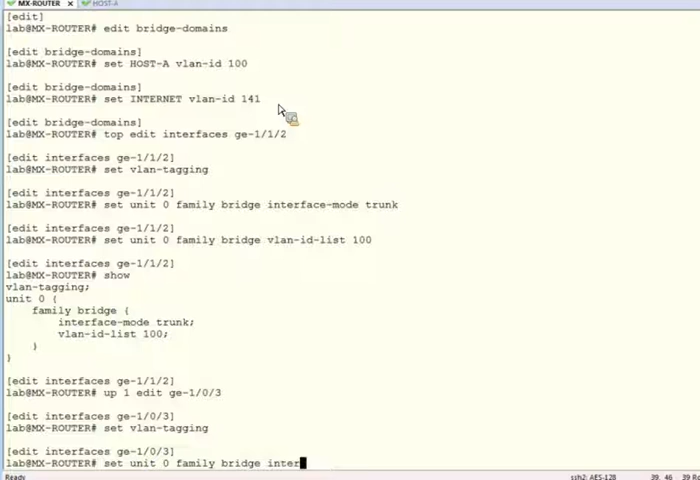 MX-ROUTER × HOST-A
[edit]
lab@MX-ROUTER# edit bridge-domains
[edit bridge-domains]
lab@MX-ROUTER# set HOST-A vlan-id 100
[edit bridge-domains]
lab@MX-ROUTER# set INTERNET vlan-id 141
[edit bridge-domains]
lab@MX-ROUTER# top edit interfaces ge-1/1/2
[edit interfaces ge-1/1/2]
lab@MX-ROUTER# set vlan-tagging
[edit interfaces ge-1/1/2]
lab@MX-ROUTER# set unit 0 family bridge interface-mode trunk
[edit interfaces ge-1/1/2]
lab@MX-ROUTER# set unit 0 family bridge vlan-id-list 100
[edit interfaces ge-1/1/2]
lab@MX-ROUTER# show
vlan-tagging;
unit 0 {
family bridge {
interface-mode trunk;
vlan-id-list 100;
}
}
[edit interfaces ge-1/1/2]
lab@MX-ROUTER# up 1 edit ge-1/0/3
[edit interfaces ge-1/0/3]
lab@MX-ROUTER# set vlan-tagging
[edit interfaces ge-1/0/3]
lab@MX-ROUTER# set unit 0 family bridge inter
Ready ssh2: AES-128 39, 46 39 Ro